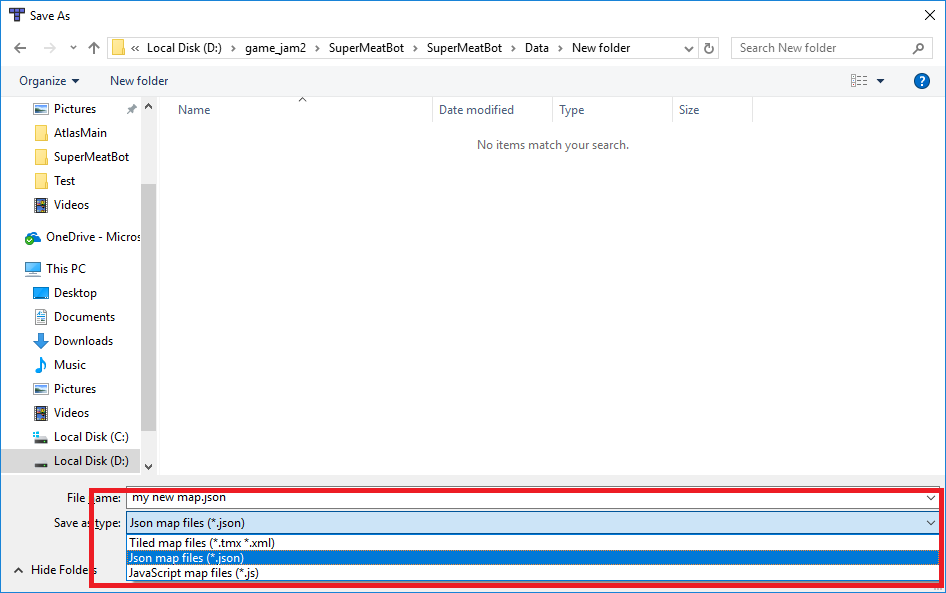 Save As
« Local Disk (D:) › game_jam2 › SuperMeatBot › SuperMeatBot › Data › New folder
Search New folder
Organize
New folder
?
Name
Date modified
Type
Size
No items match your search.
Pictures
AtlasMain
SuperMeatBot
Test
Videos
OneDrive - Micros
This PC
Desktop
Documents
Downloads
Music
Pictures
Videos
Local Disk (C:)
Local Disk (D:)
File name: my new map.json
Save as type: Json map files (*.json)
Tiled map files (*.tmx *.xml)
Json map files (*.json)
JavaScript map files (*.js)
Hide Folders